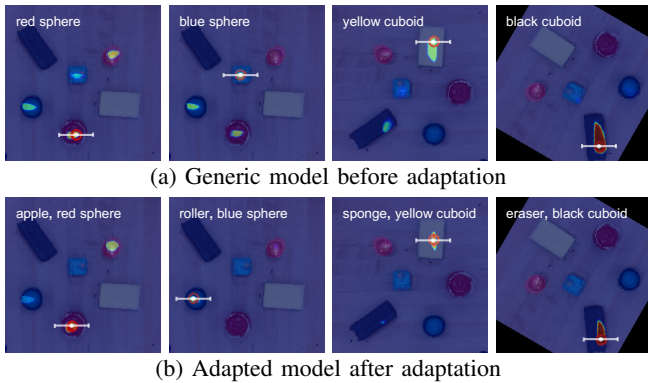 red sphere
blue sphere
yellow cuboid
black cuboid
(a) Generic model before adaptation
apple, red sphere
roller, blue sphere
sponge, yellow cuboid
eraser, black cuboid
(b) Adapted model after adaptation